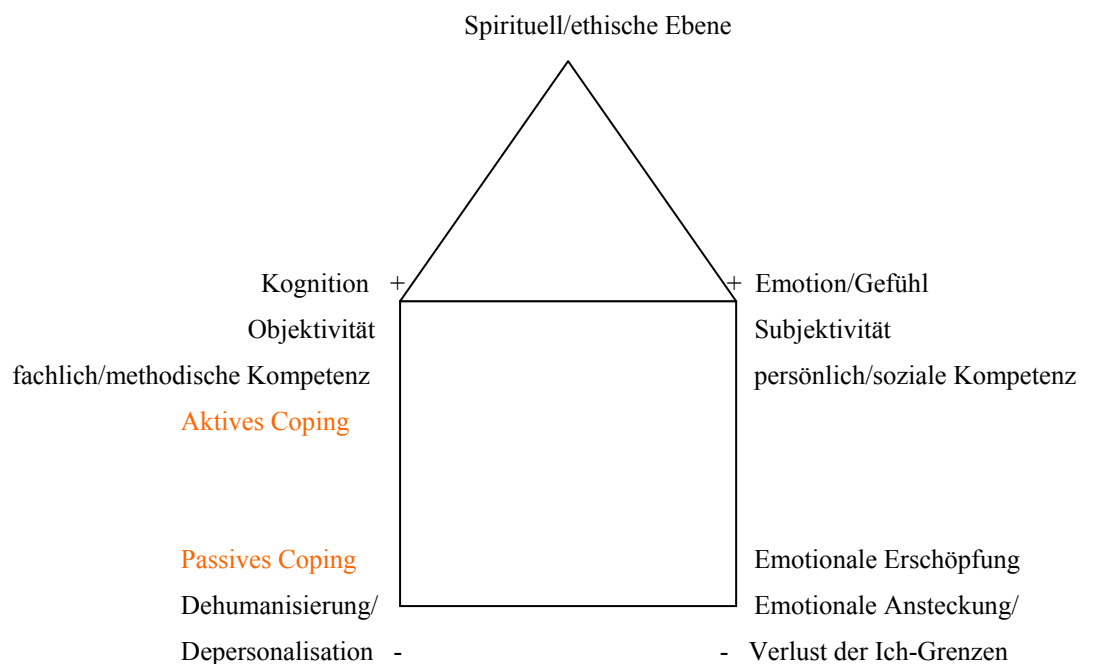 Spirituell/ethische Ebene
Kognition + + Emotion/Gefühl
Objektivität Subjektivität
fachlich/methodische Kompetenz persönlich/soziale Kompetenz
Aktives Coping
Passives Coping Emotionale Erschöpfung
Dehumanisierung/ Emotionale Ansteckung/
Depersonalisation - - Verlust der Ich-Grenzen